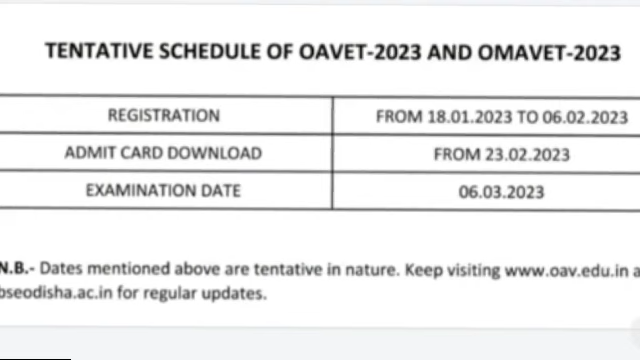 TENTATIVE SCHEDULE OF OAVET-2023 AND OMAVET-2023
REGISTRATION FROM 18.01.2023 TO 06.02.2023
ADMIT CARD DOWNLOAD FROM 23.02.2023
EXAMINATION DATE 06.03.2023
N.B.- Dates mentioned above are tentative in nature. Keep visiting www.oav.edu.in a
bseodisha.ac.in for regular updates.